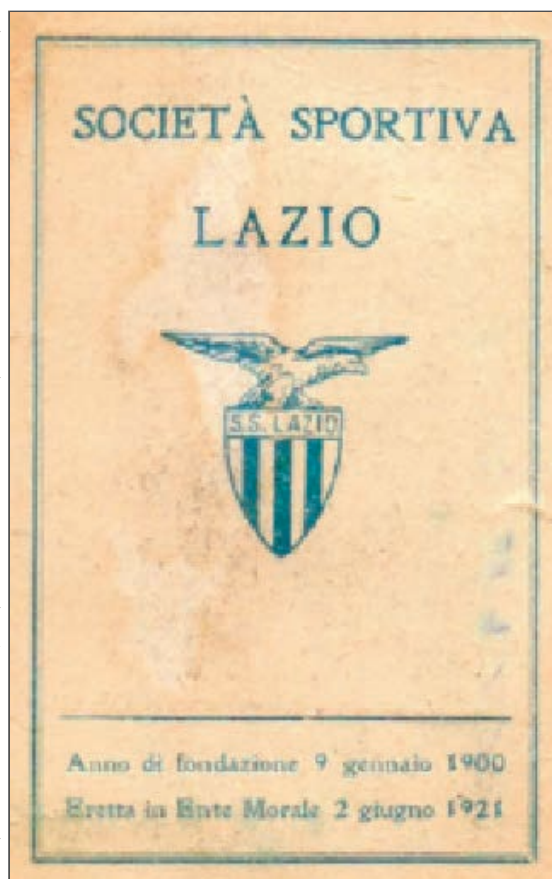 SOCIETÀ SPORTIVA
LAZIO
S.S. LAZIO
Anno di fondazione 9 gennaio 1900
Eretta in Ente Morale 2 giugno 1921